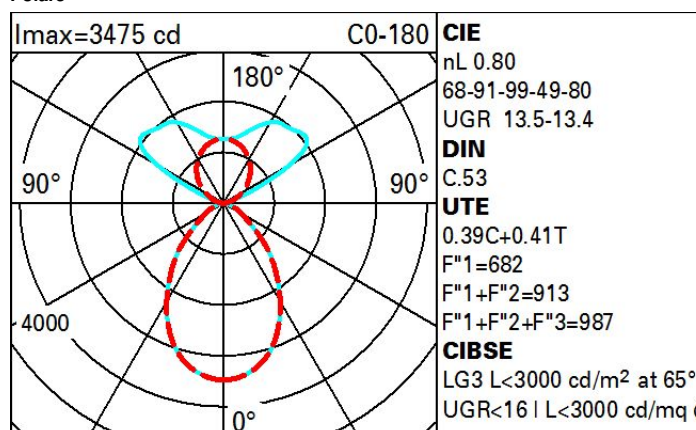 Imax=3475 cd C0-180
180°
90° 90°
4000
0°
CIE
nL 0.80
68-91-99-49-80
UGR 13.5-13.4
DIN
C.53
UTE
0.39C+0.41T
F"1=682
F"1+F"2=913
F"1+F"2+F"3=987
CIBSE
LG3 L<3000 cd/m² at 65°
UGR<16 | L<3000 cd/mq